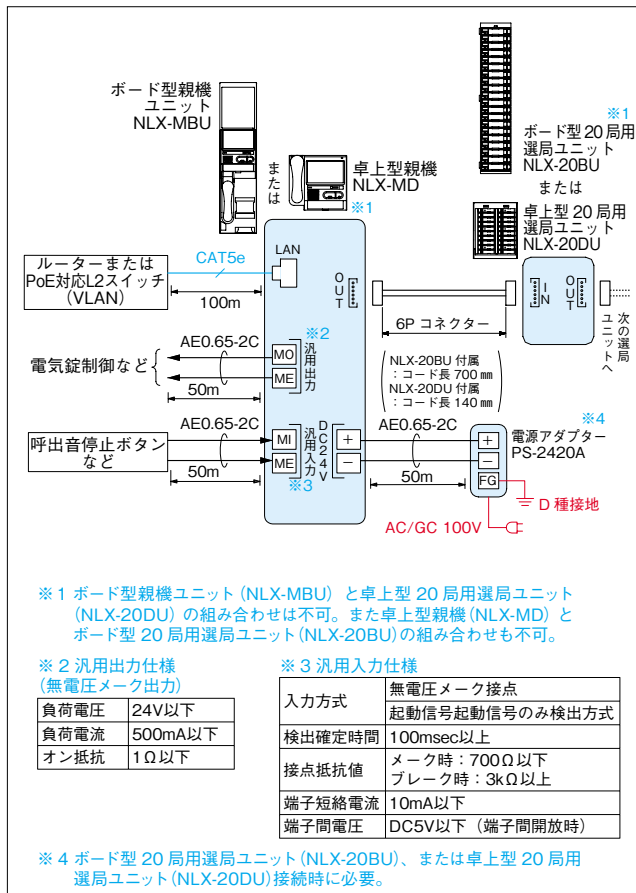 ボード型親機
ユニット
NLX-MBU
または
卓上型親機
NLX-MD
※1
※1
ボード型20局用
選局ユニット
NLX-20BU
または
卓上型20局用
選局ユニット
NLX-20DU
ルーターまたは
PoE対応L2スイッチ
(VLAN)
CAT5e
100m
LAN
OUT
6P コネクター
IN
OUT
次の選局
ユニットへ
NLX-20BU 付属
：コード長 700 ㎜
NLX-20DU 付属
：コード長 140 ㎜
電気錠制御など
AE0.65-2C
50m
※2
MO
ME
汎用出力
呼出音停止ボタン
など
AE0.65-2C
50m
MI
ME
汎用入力
※3
DC24V
+
−
AE0.65-2C
50m
※4
+
−
FG
電源アダプター
PS-2420A
D 種接地
AC/GC 100V
※1 ボード型親機ユニット(NLX-MBU) と卓上型 20 局用選局ユニット
(NLX-20DU) の組み合わせは不可。また卓上型親機(NLX-MD) と
ボード型 20 局用選局ユニット(NLX-20BU)の組み合わせも不可。
※2 汎用出力仕様
(無電圧メーク出力)
負荷電圧 24V以下
負荷電流 500mA以下
オン抵抗 1Ω以下
※3 汎用入力仕様
入力方式 無電圧メーク接点
起動信号起動信号のみ検出方式
検出確定時間 100msec以上
接点抵抗値 メーク時：700Ω以下
ブレーク時：3kΩ以上
端子短絡電流 10mA以下
端子間電圧 DC5V以下（端子間開放時）
※4 ボード型 20 局用選局ユニット(NLX-20BU)、または卓上型 20 局用
選局ユニット(NLX-20DU)接続時に必要。